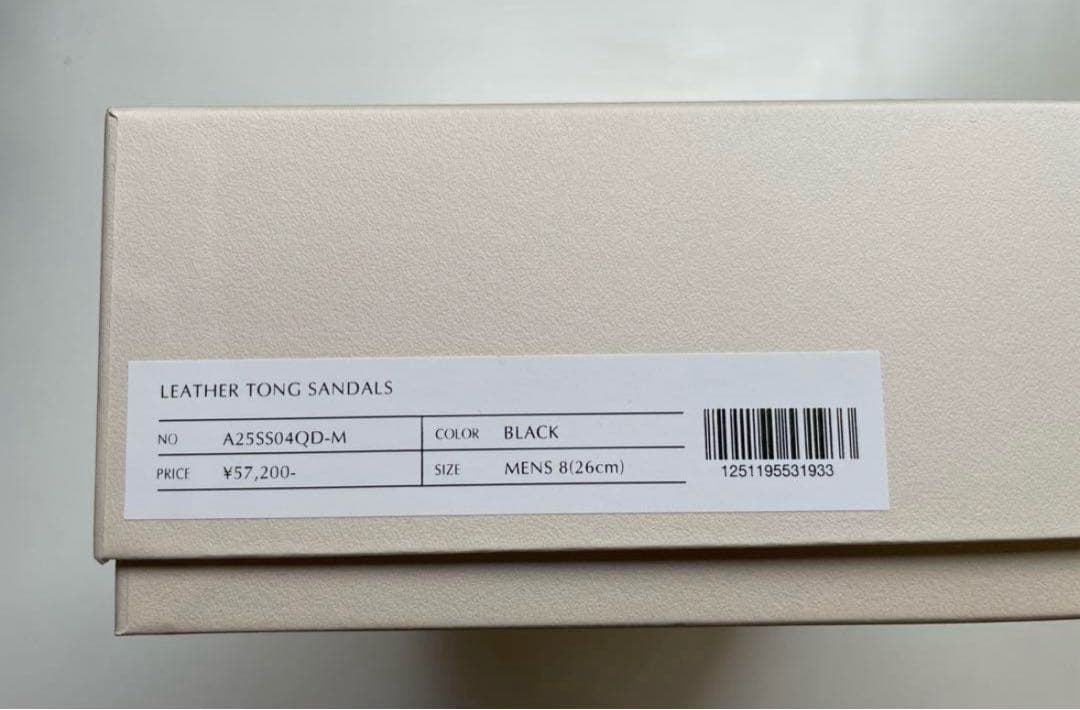 LEATHER TONG SANDALS
NO A25SS04QD-M COLOR BLACK
PRICE ¥57,200- SIZE MENS 8(26cm)
1251195531933